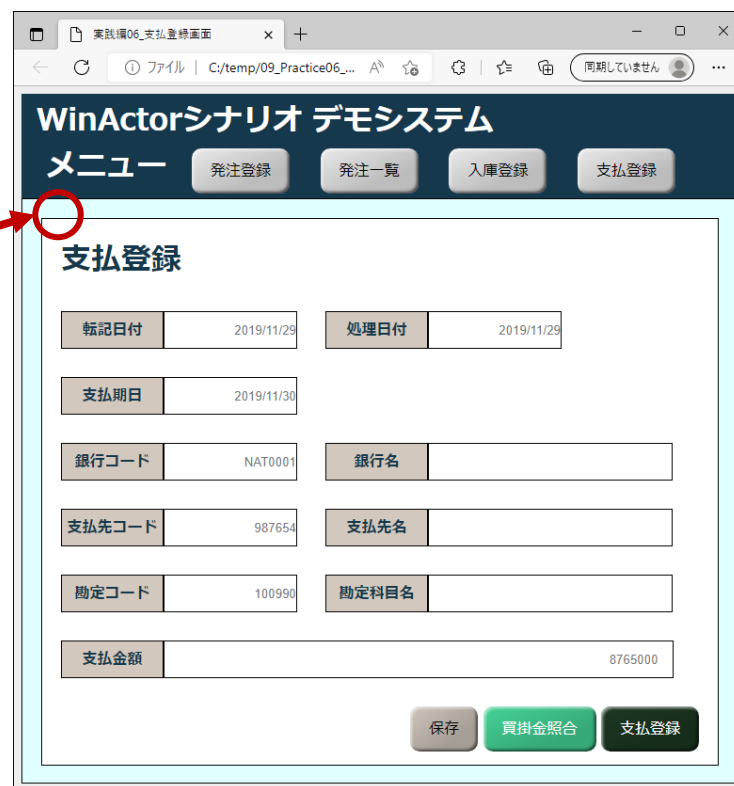 実践編06_支払登録画面
ファイル | C:/temp/09_Practice06_... 同期していません
WinActorシナリオ デモシステム
メニュー 発注登録 発注一覧 入庫登録 支払登録
支払登録
転記日付 2019/11/29 処理日付 2019/11/29
支払期日 2019/11/30
銀行コード NAT0001 銀行名
支払先コード 987654 支払先名
勘定コード 100990 勘定科目名
支払金額 8765000
保存 買掛金照合 支払登録